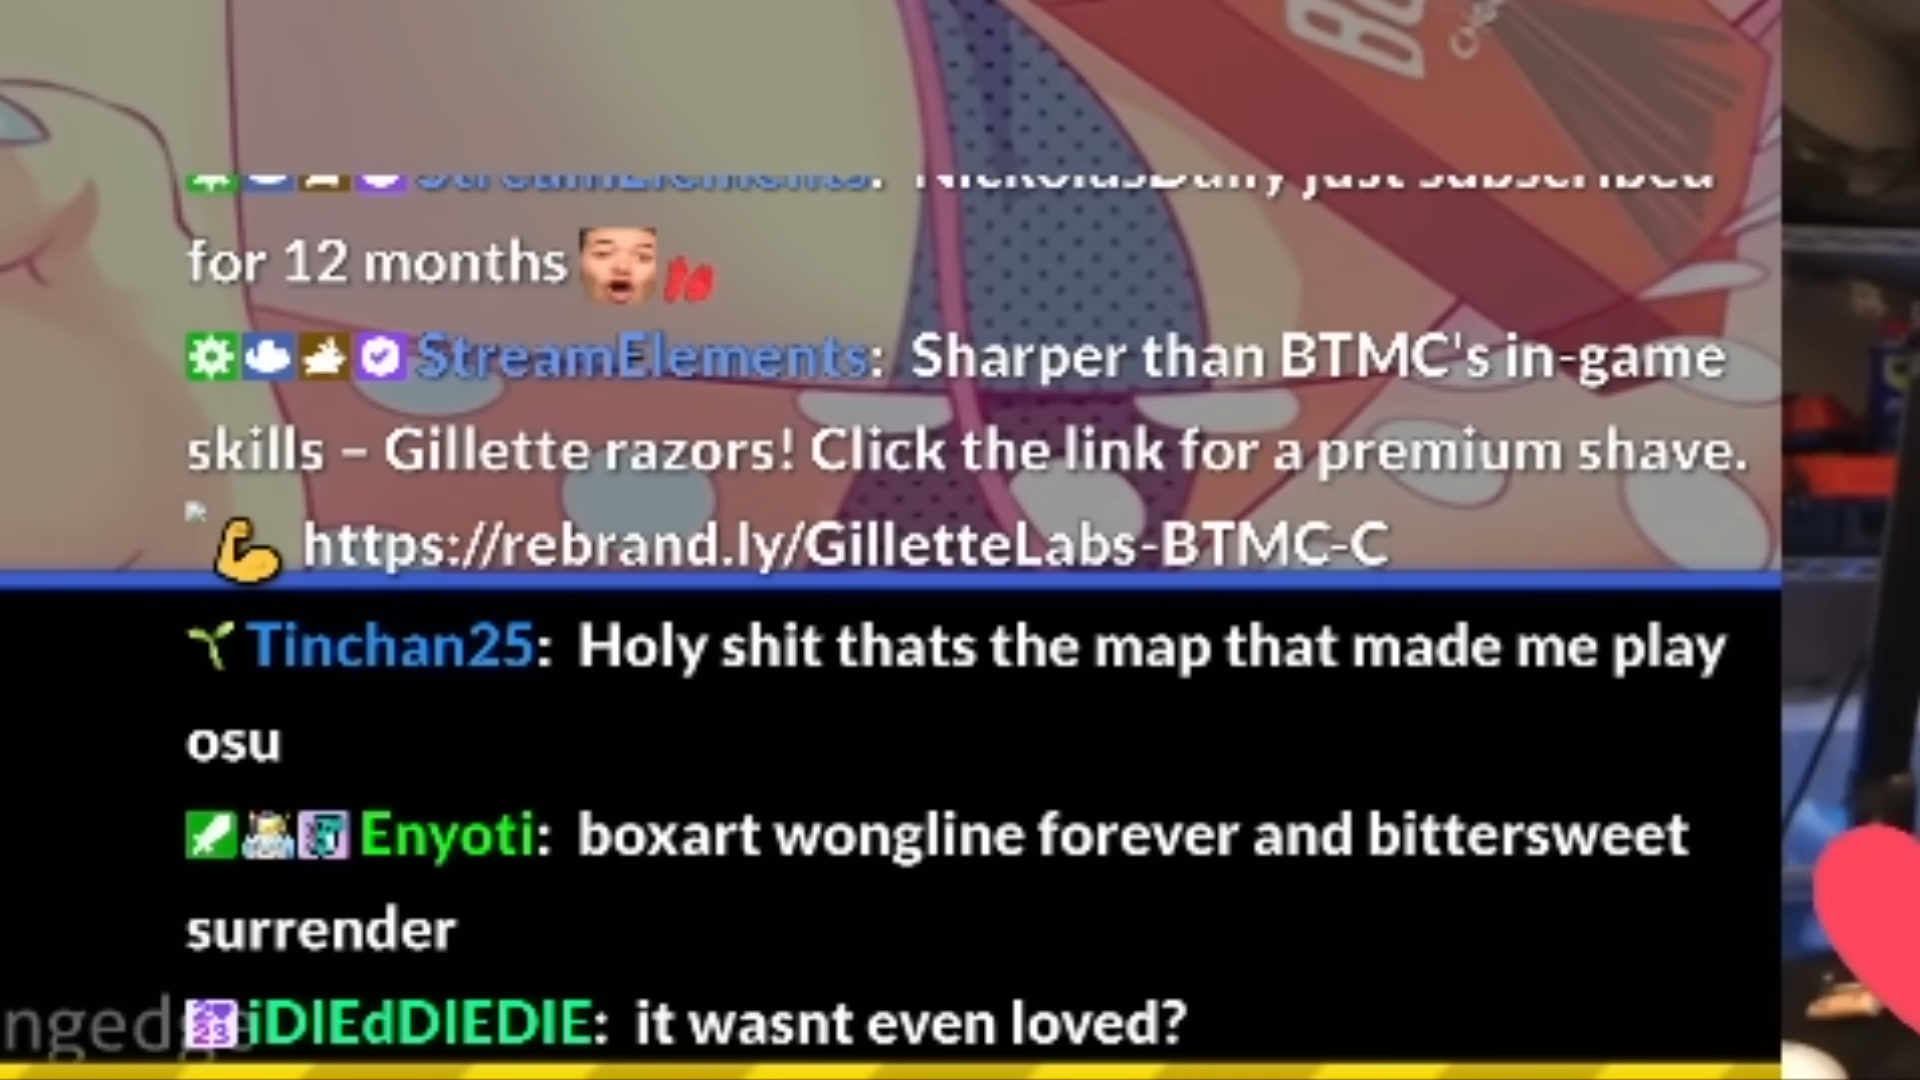 just subscribed
for 12 months
StreamElements: Sharper than BTMC's in-game
skills – Gillette razors! Click the link for a premium shave.
https://rebrand.ly/GilletteLabs-BTMC-C
Tinchan25: Holy shit thats the map that made me play
osu
Enyoti: boxart wongline forever and bittersweet
surrender
iDIEdDIEDIE: it wasnt even loved?